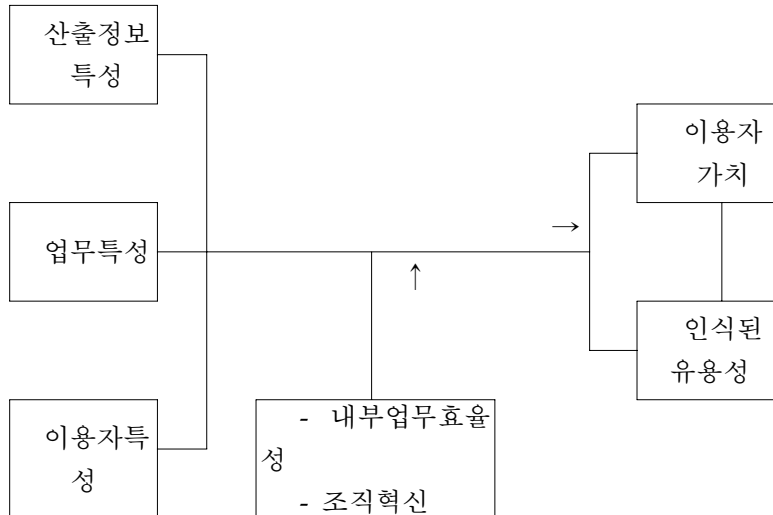 산출정보
특성
이용자
가치
업무특성
→
↑
인식된
유용성
이용자특
성
- 내부업무효율
성
- 조직혁신